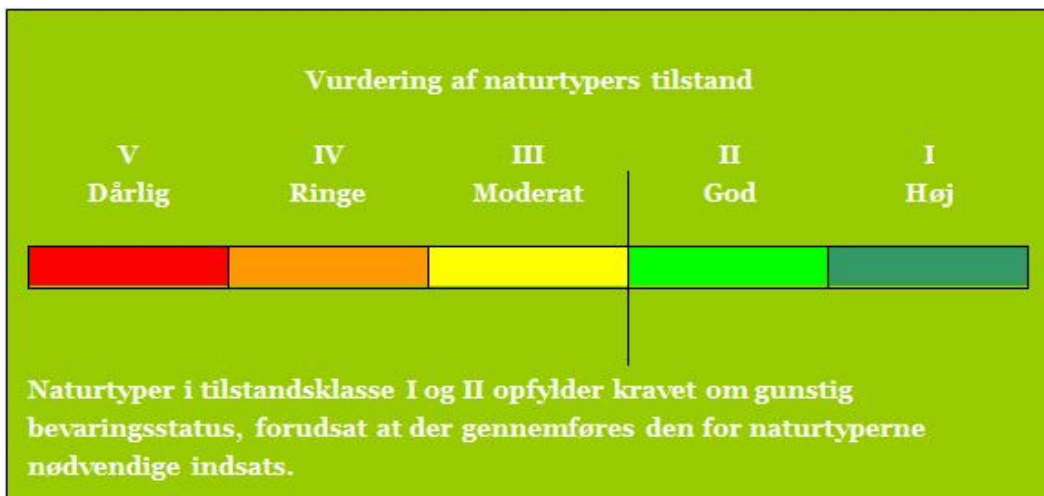 Vurdering af naturtypers tilstand
V IV III II I
Dårlig Ringe Moderat God Høj
Naturtyper i tilstandsklasse I og II opfylder kravet om gunstig
bevaringsstatus, forudsat at der gennemføres den for naturtyperne
nødvendige indsats.